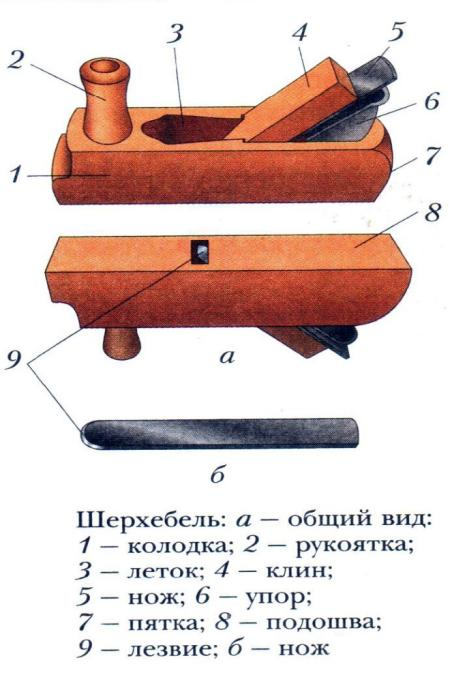 3
4
5
2
6
1
7
8
9
а
б
Шерхебель: а — общий вид:
1 — колодка; 2 — рукоятка;
3 — леток; 4 — клин;
5 — нож; 6 — упор;
7 — пятка; 8 — подошва;
9 — лезвие; б — нож